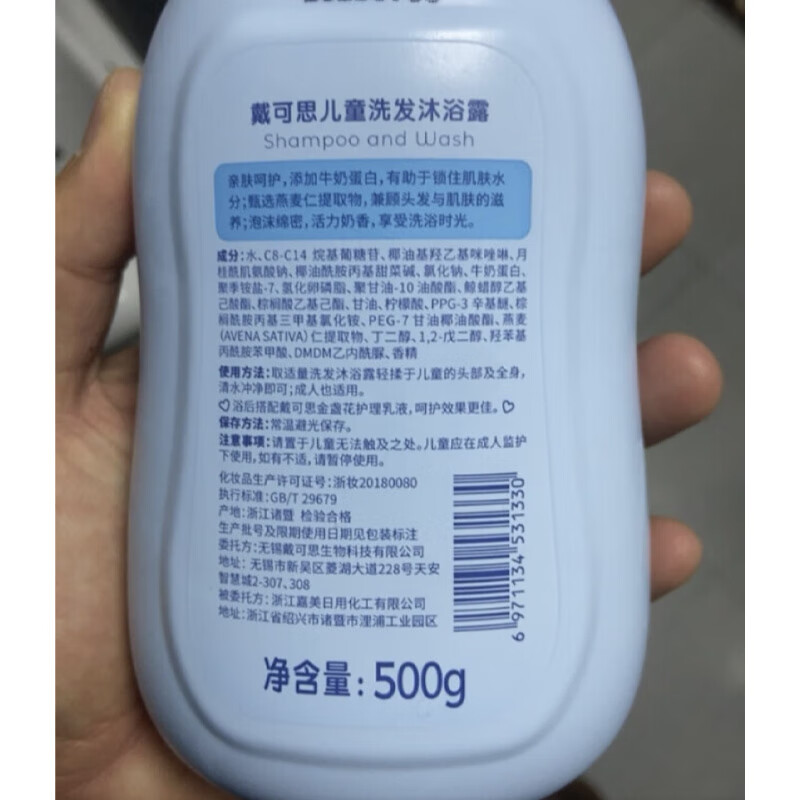 戴可思儿童洗发沐浴露
Shampoo and Wash
亲肤呵护，添加牛奶蛋白，有助于锁住肌肤水
分；甄选燕麦仁提取物，兼顾头发与肌肤的滋
养；泡沫绵密，活力奶香，享受洗浴时光。
成分：水、C8-C14 烷基葡糖苷、椰油基羟乙基咪唑啉、月
桂酰肌氨酸钠、椰油酰胺丙基甜菜碱、氯化钠、牛奶蛋白、
聚季铵盐-7、氢化卵磷脂、聚甘油-10 油酸酯、鲸蜡醇乙基
己酸酯、棕榈酸乙基己酯、甘油、柠檬酸、PPG-3 辛基醚、棕
榈酰胺丙基三甲基氯化铵、PEG-7 甘油椰油酸酯、燕麦
（AVENA SATIVA）仁提取物、丁二醇、1,2-戊二醇、羟苯基
丙酰胺苯甲酸、DMDM乙内酰脲、香精
使用方法：取适量洗发沐浴露轻揉于儿童的头部及全身，
清水冲净即可；成人也适用。
♡浴后搭配戴可思金盏花护理乳液，呵护效果更佳。♡
保存方法：常温避光保存。
注意事项：请置于儿童无法触及之处。儿童应在成人监护
下使用，如有不适，请暂停使用。
化妆品生产许可证号：浙妆20180080
执行标准：GB/T 29679
产地：浙江诸暨 检验合格
生产批号及限期使用日期见包装标注
委托方：无锡戴可思生物科技有限公司
地址：无锡市新吴区菱湖大道228号天安
智慧城2-307、308
被委托方：浙江嘉美日用化工有限公司
地址：浙江省绍兴市诸暨市浬浦工业园区
6 971134 531330
净含量：500g